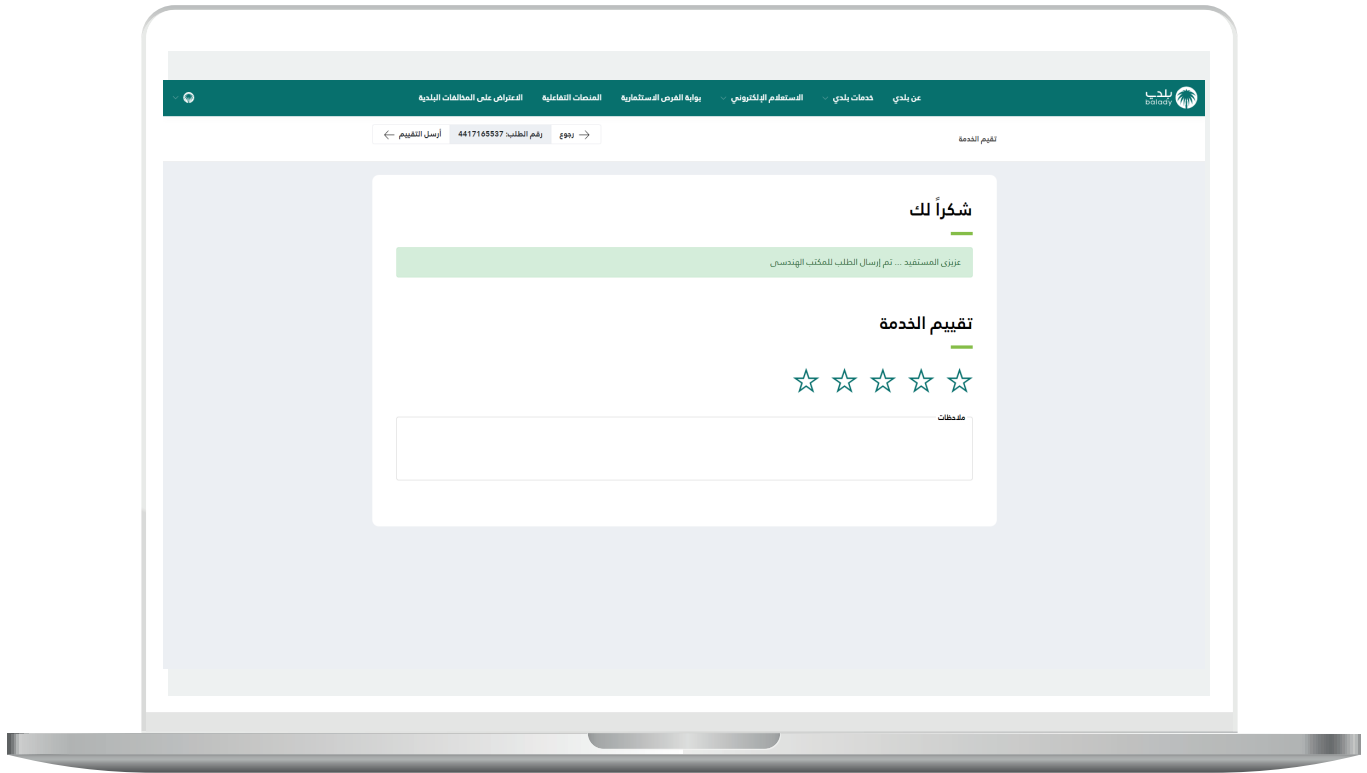 بلدي
balady
عن بلدي
خدمات بلدي
الاستعلام الإلكتروني
بوابة الفرص الاستثمارية
المنصات التفاعلية
الاعتراض على المخالفات البلدية
تقيم الخدمة
رجوع
رقم الطلب: 4417165537
أرسل التقييم
شكراً لك
عزيزي المستفيد ... تم إرسال الطلب للمكتب الهندسى
تقييم الخدمة
ملاحظات